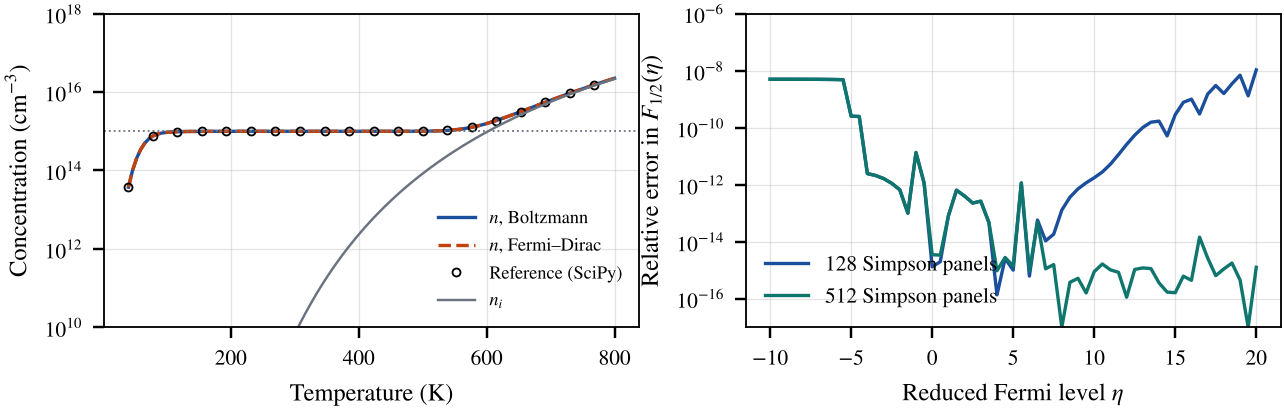 10^18
10^16
10^14
10^12
10^10
Concentration (cm^−3)
200
400
600
800
Temperature (K)
n, Boltzmann
n, Fermi–Dirac
Reference (SciPy)
n_i
10^−6
10^−8
10^−10
10^−12
10^−14
10^−16
Relative error in F_1/2(η)
128 Simpson panels
512 Simpson panels
−10
−5
0
5
10
15
20
Reduced Fermi level η